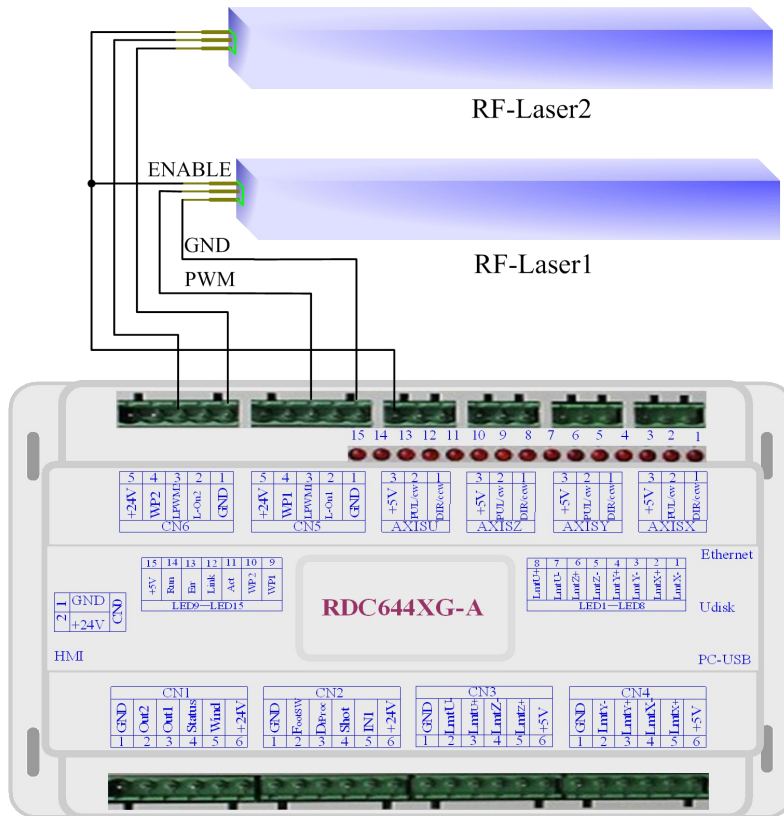 RF-Laser2
ENABLE
GND
RF-Laser1
PWM
15 14 13 12 11 10 9 8 7 6 5 4 3 2 1
5 4 3 2 1
+24V WP2 LPWM2 L-On2 GND
CN6
5 4 3 2 1
+24V WP1 LPWM1 L-On1 GND
CN5
3 2 1
+5V PUL/cw DIR/ccw
AXISU
3 2 1
+5V PUL/cw DIR/ccw
AXISZ
3 2 1
+5V PUL/cw DIR/ccw
AXISY
3 2 1
+5V PUL/cw DIR/ccw
AXISX
Ethernet
15 14 13 12 11 10 9
+5V Run Err Link Act WP2 WP1
LED9—LED15
8 7 6 5 4 3 2 1
LmtU+ LmtU- LmtZ+ LmtZ- LmtY+ LmtY- LmtX+ LmtX-
LED1—LED8
1 GND
2 +24V
CN0
RDC644XG-A
Udisk
HMI
PC-USB
CN1
GND Out2 Out1 Status Wind +24V
1 2 3 4 5 6
CN2
GND FootSW DrProc Shot IN1 +24V
1 2 3 4 5 6
CN3
GND LmtU- LmtU+ LmtZ- LmtZ+ +5V
1 2 3 4 5 6
CN4
GND LmtY- LmtY+ LmtX- LmtX+ +5V
1 2 3 4 5 6